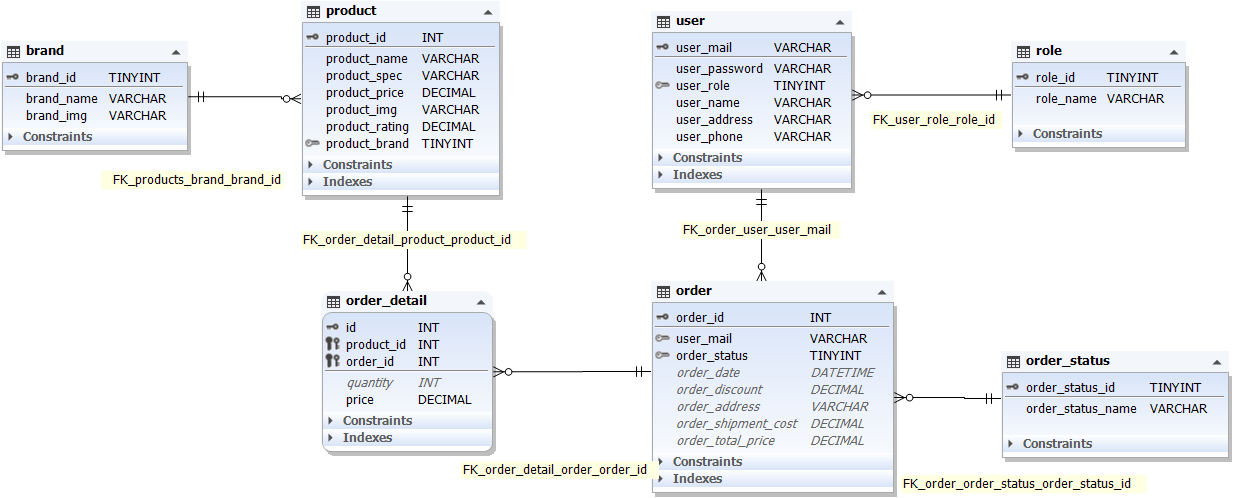 brand
brand_id TINYINT
brand_name VARCHAR
brand_img VARCHAR
Constraints
FK_products_brand_brand_id
product
product_id INT
product_name VARCHAR
product_spec VARCHAR
product_price DECIMAL
product_img VARCHAR
product_rating DECIMAL
product_brand TINYINT
Constraints
Indexes
user
user_mail VARCHAR
user_password VARCHAR
user_role TINYINT
user_name VARCHAR
user_address VARCHAR
user_phone VARCHAR
Constraints
Indexes
FK_user_role_role_id
role
role_id TINYINT
role_name VARCHAR
Constraints
FK_order_detail_product_product_id
FK_order_user_user_mail
order_detail
id INT
product_id INT
order_id INT
quantity INT
price DECIMAL
Constraints
Indexes
FK_order_detail_order_order_id
order
order_id INT
user_mail VARCHAR
order_status TINYINT
order_date DATETIME
order_discount DECIMAL
order_address VARCHAR
order_shipment_cost DECIMAL
order_total_price DECIMAL
Constraints
Indexes
order_status
order_status_id TINYINT
order_status_name VARCHAR
Constraints
FK_order_order_status_order_status_id